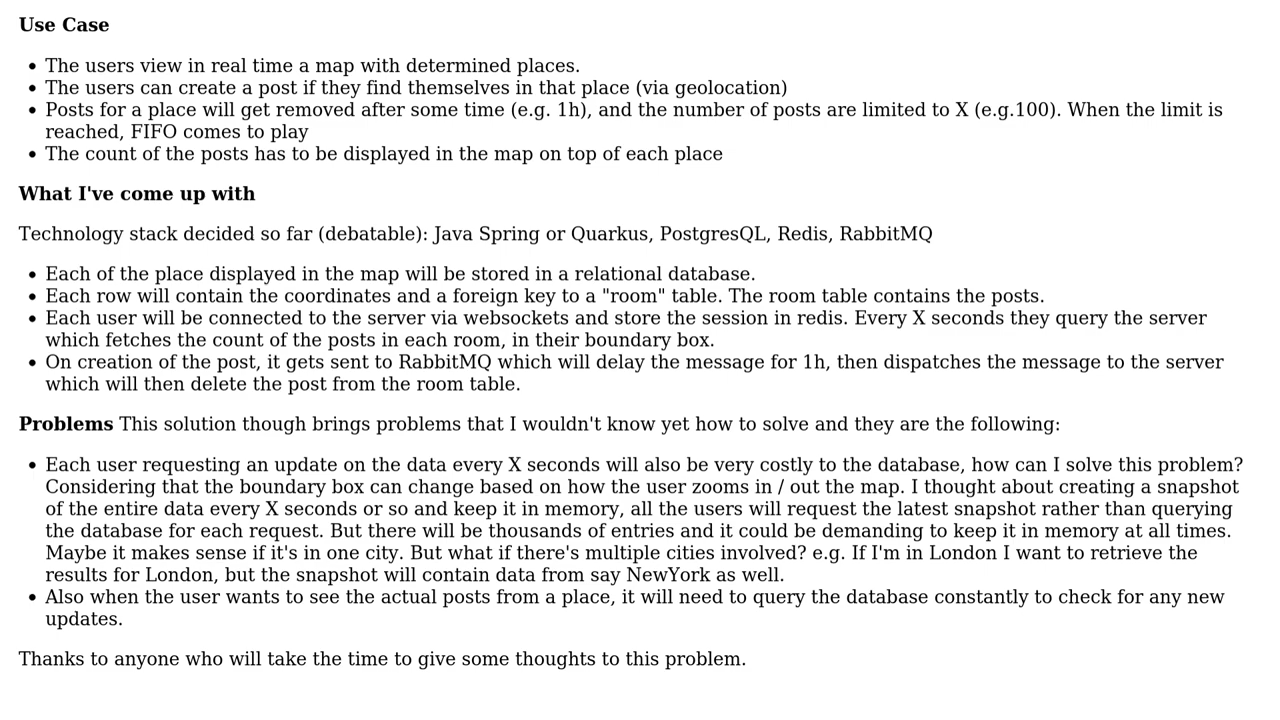 Use Case
• The users view in real time a map with determined places.
• The users can create a post if they find themselves in that place (via geolocation)
• Posts for a place will get removed after some time (e.g. 1h), and the number of posts are limited to X (e.g.100). When the limit is
reached, FIFO comes to play
• The count of the posts has to be displayed in the map on top of each place
What I've come up with
Technology stack decided so far (debatable): Java Spring or Quarkus, PostgresQL, Redis, RabbitMQ
• Each of the place displayed in the map will be stored in a relational database.
• Each row will contain the coordinates and a foreign key to a "room" table. The room table contains the posts.
• Each user will be connected to the server via websockets and store the session in redis. Every X seconds they query the server
which fetches the count of the posts in each room, in their boundary box.
• On creation of the post, it gets sent to RabbitMQ which will delay the message for 1h, then dispatches the message to the server
which will then delete the post from the room table.
Problems This solution though brings problems that I wouldn't know yet how to solve and they are the following:
• Each user requesting an update on the data every X seconds will also be very costly to the database, how can I solve this problem?
Considering that the boundary box can change based on how the user zooms in / out the map. I thought about creating a snapshot
of the entire data every X seconds or so and keep it in memory, all the users will request the latest snapshot rather than querying
the database for each request. But there will be thousands of entries and it could be demanding to keep it in memory at all times.
Maybe it makes sense if it's in one city. But what if there's multiple cities involved? e.g. If I'm in London I want to retrieve the
results for London, but the snapshot will contain data from say NewYork as well.
• Also when the user wants to see the actual posts from a place, it will need to query the database constantly to check for any new
updates.
Thanks to anyone who will take the time to give some thoughts to this problem.